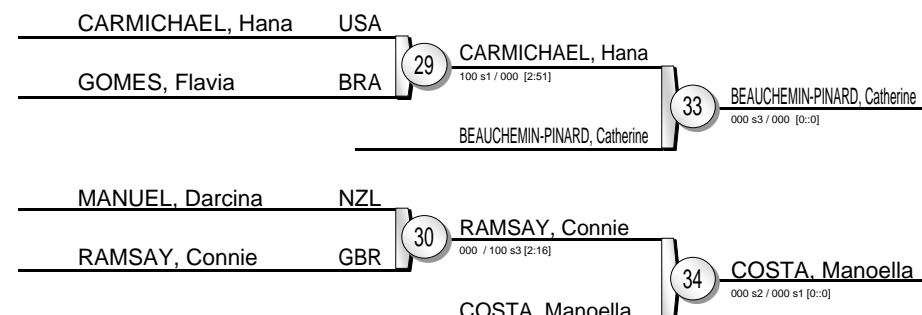 CARMICHAEL, Hana USA
GOMES, Flavia BRA
29
CARMICHAEL, Hana
100 s1 / 000 [2:51]
BEAUCHEMIN-PINARD, Catherine
33
BEAUCHEMIN-PINARD, Catherine
000 s3 / 000 [0::0]
MANUEL, Darcina NZL
RAMSAY, Connie GBR
30
RAMSAY, Connie
000 / 100 s3 [2:16]
COSTA, Manoella
34
COSTA, Manoella
000 s2 / 000 s1 [0::0]